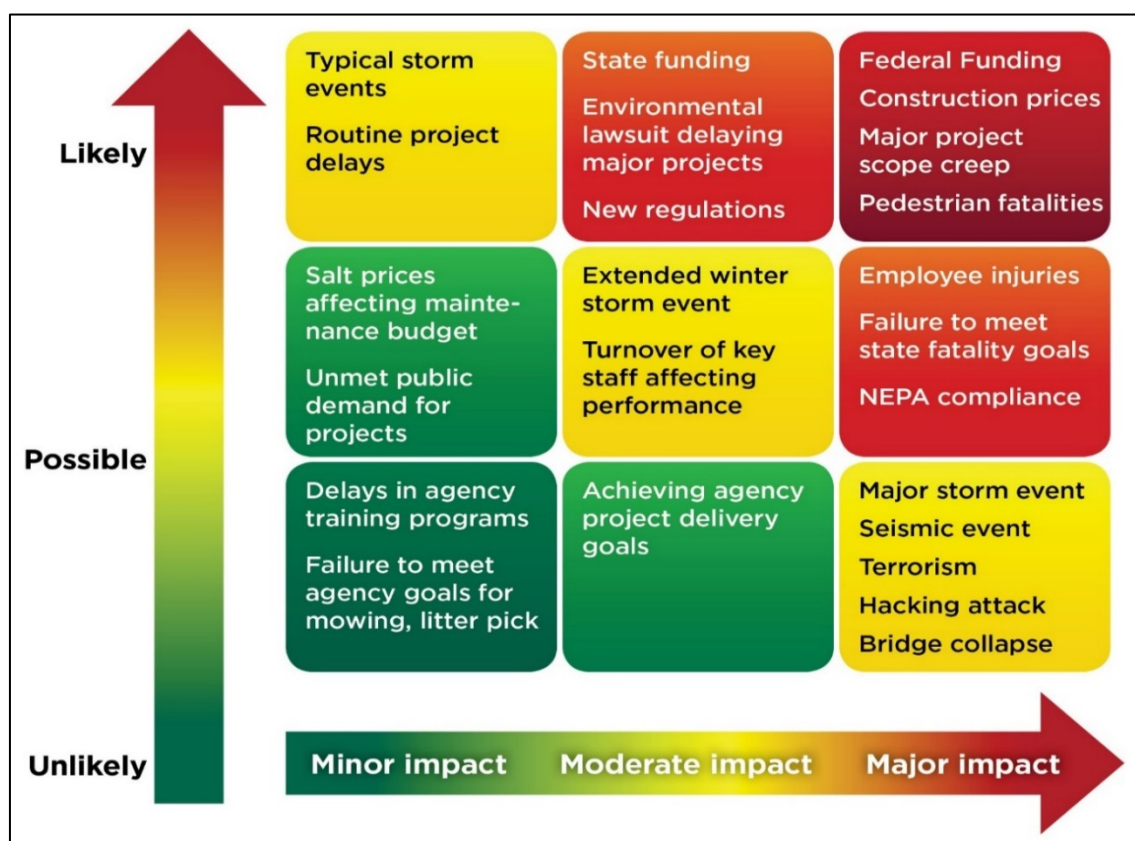 Likely
Typical storm
events
Routine project
delays
State funding
Environmental
lawsuit delaying
major projects
New regulations
Federal Funding
Construction prices
Major project
scope creep
Pedestrian fatalities
Possible
Salt prices
affecting mainte-
nance budget
Unmet public
demand for
projects
Extended winter
storm event
Turnover of key
staff affecting
performance
Employee injuries
Failure to meet
state fatality goals
NEPA compliance
Unlikely
Delays in agency
training programs
Failure to meet
agency goals for
mowing, litter pick
Achieving agency
project delivery
goals
Major storm event
Seismic event
Terrorism
Hacking attack
Bridge collapse
Minor impact
Moderate impact
Major impact